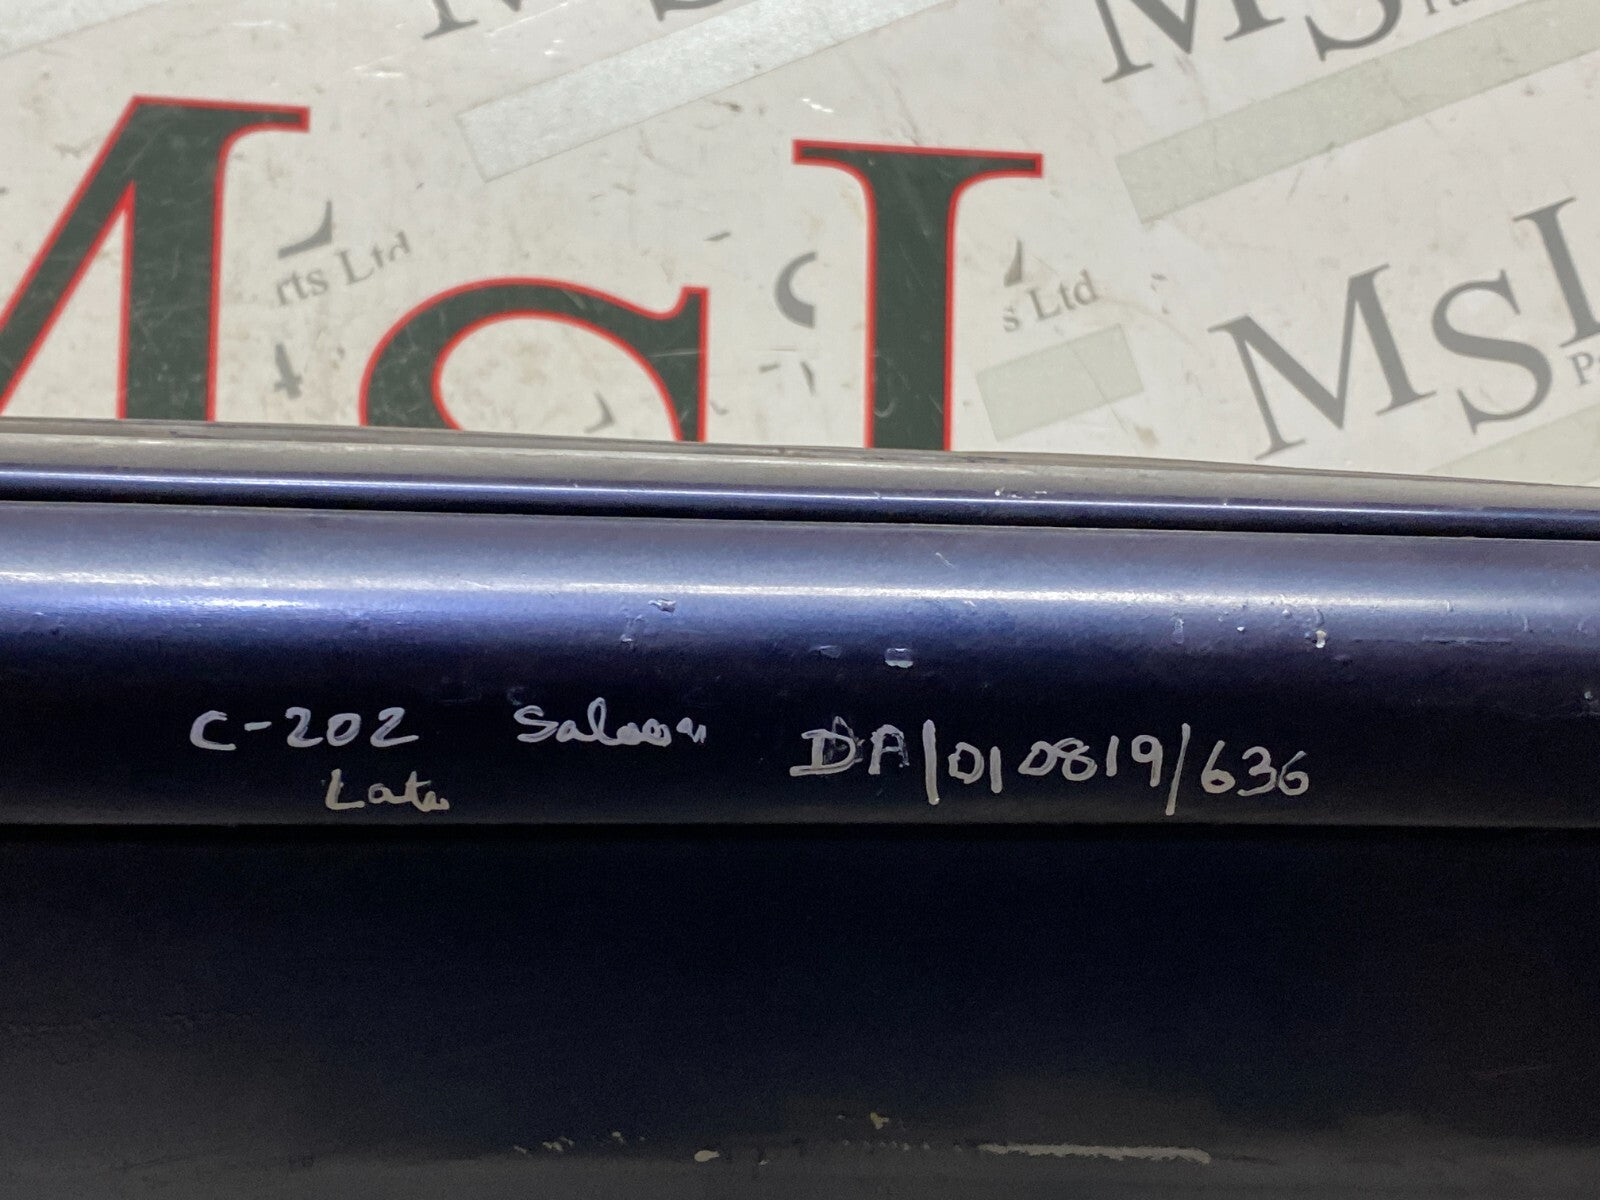 MSL
rts Ltd
s Ltd
MSL
C-202 Saloon DA/010819/636
Late